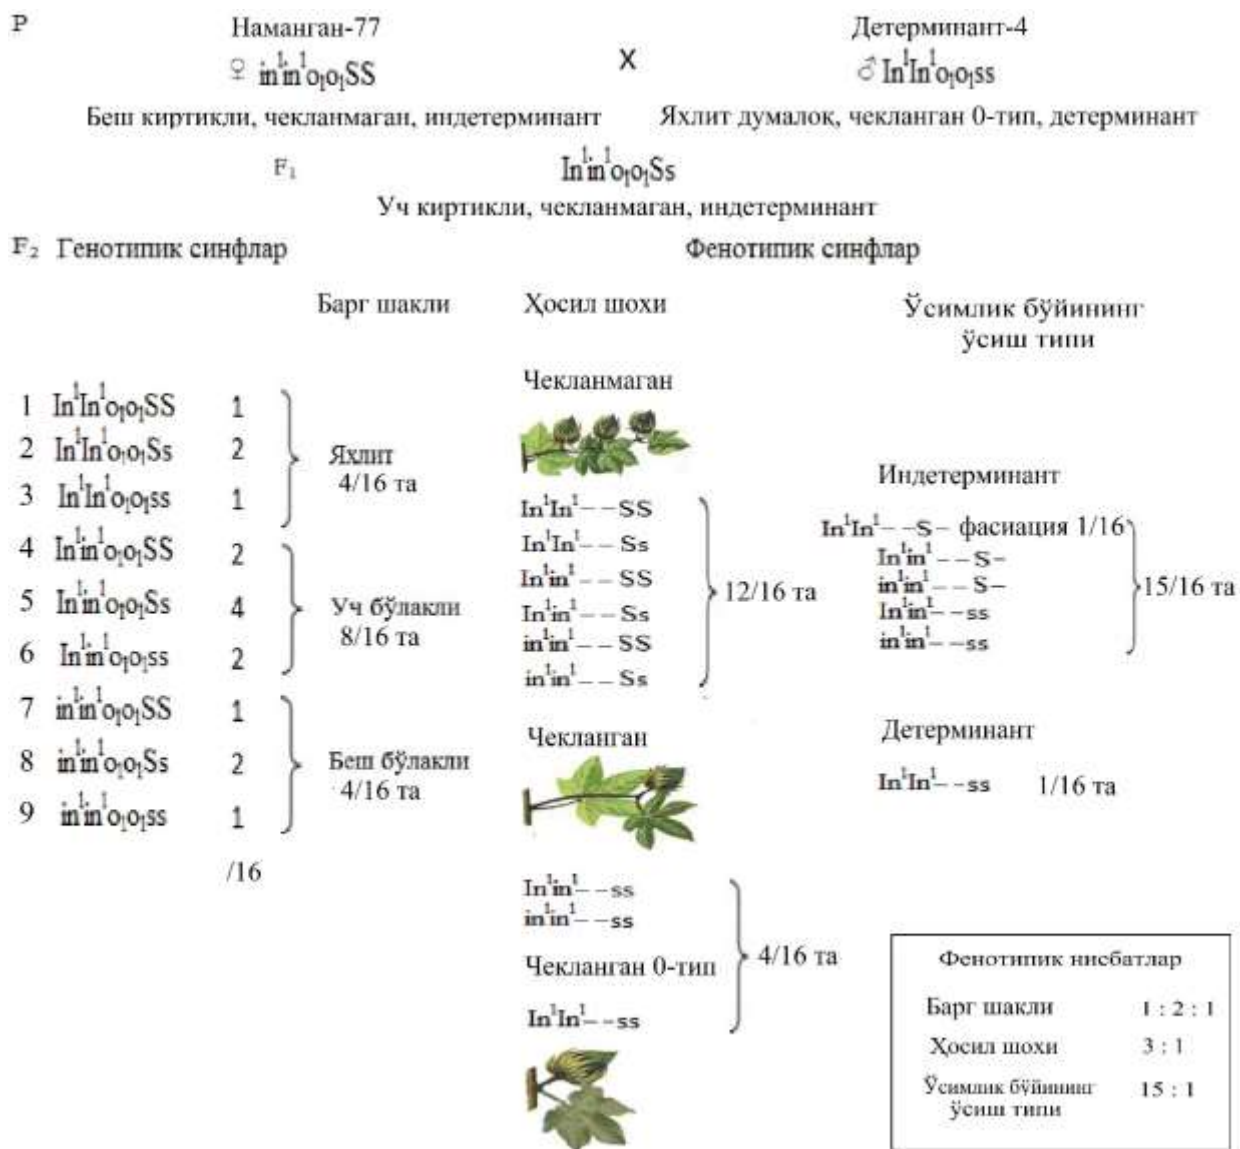 P
Наманган-77 X Детерминант-4
♀ in¹in¹o₁o₁SS ♂ In¹In¹o₁o₁ss
Беш киртикли, чекланмаган, индетерминант Яхлит думалоқ, чекланган 0-тип, детерминант
F₁ In¹in¹o₁o₁Ss
Уч киртикли, чекланмаган, индетерминант
F₂ Генотипик синфлар Фенотипик синфлар
Барг шакли Ҳосил шохи Ўсимлик бўйининг
ўсиш типи
1 In¹In¹o₁o₁SS 1
2 In¹In¹o₁o₁Ss 2
3 In¹In¹o₁o₁ss 1
Яхлит
4/16 та
4 In¹in¹o₁o₁SS 2
5 In¹in¹o₁o₁Ss 4
6 In¹in¹o₁o₁ss 2
Уч бўлакли
8/16 та
7 in¹in¹o₁o₁SS 1
8 in¹in¹o₁o₁Ss 2
9 in¹in¹o₁o₁ss 1
/16
Беш бўлакли
4/16 та
Чекланмаган
In¹In¹--SS
In¹In¹--Ss
In¹in¹--SS
In¹in¹--Ss
in¹in¹--SS
in¹in¹--Ss
12/16 та
Чекланган
In¹in¹--ss
in¹in¹--ss
Чекланган 0-тип
In¹In¹--ss
4/16 та
Индетерминант
In¹In¹--S- фасиация 1/16
In¹in¹--S-
in¹in¹--S-
In¹in¹--ss
in¹in¹--ss
15/16 та
Детерминант
In¹In¹--ss 1/16 та
Фенотипик нисбатлар
Барг шакли 1 : 2 : 1
Ҳосил шохи 3 : 1
Ўсимлик бўйининг 15 : 1
ўсиш типи